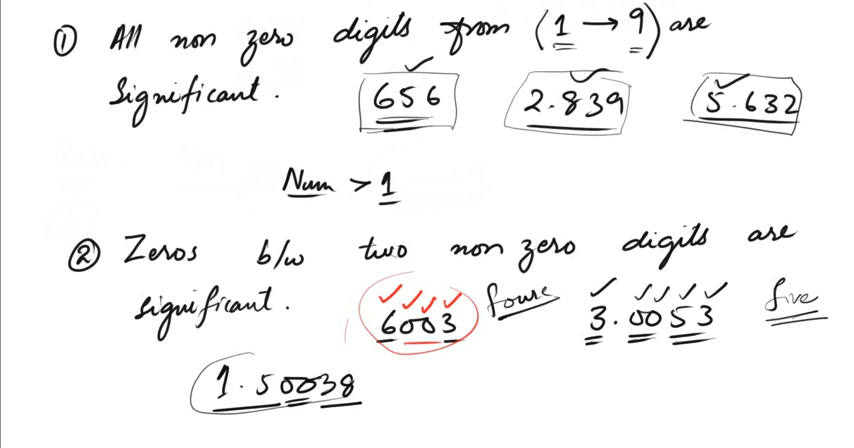 ① All non zero digits from (1 → 9) are
significant. 656 2.839 5.632
Num > 1
② Zeros b/w two non zero digits are
significant. 6003 four 3.0053 five
1.50038